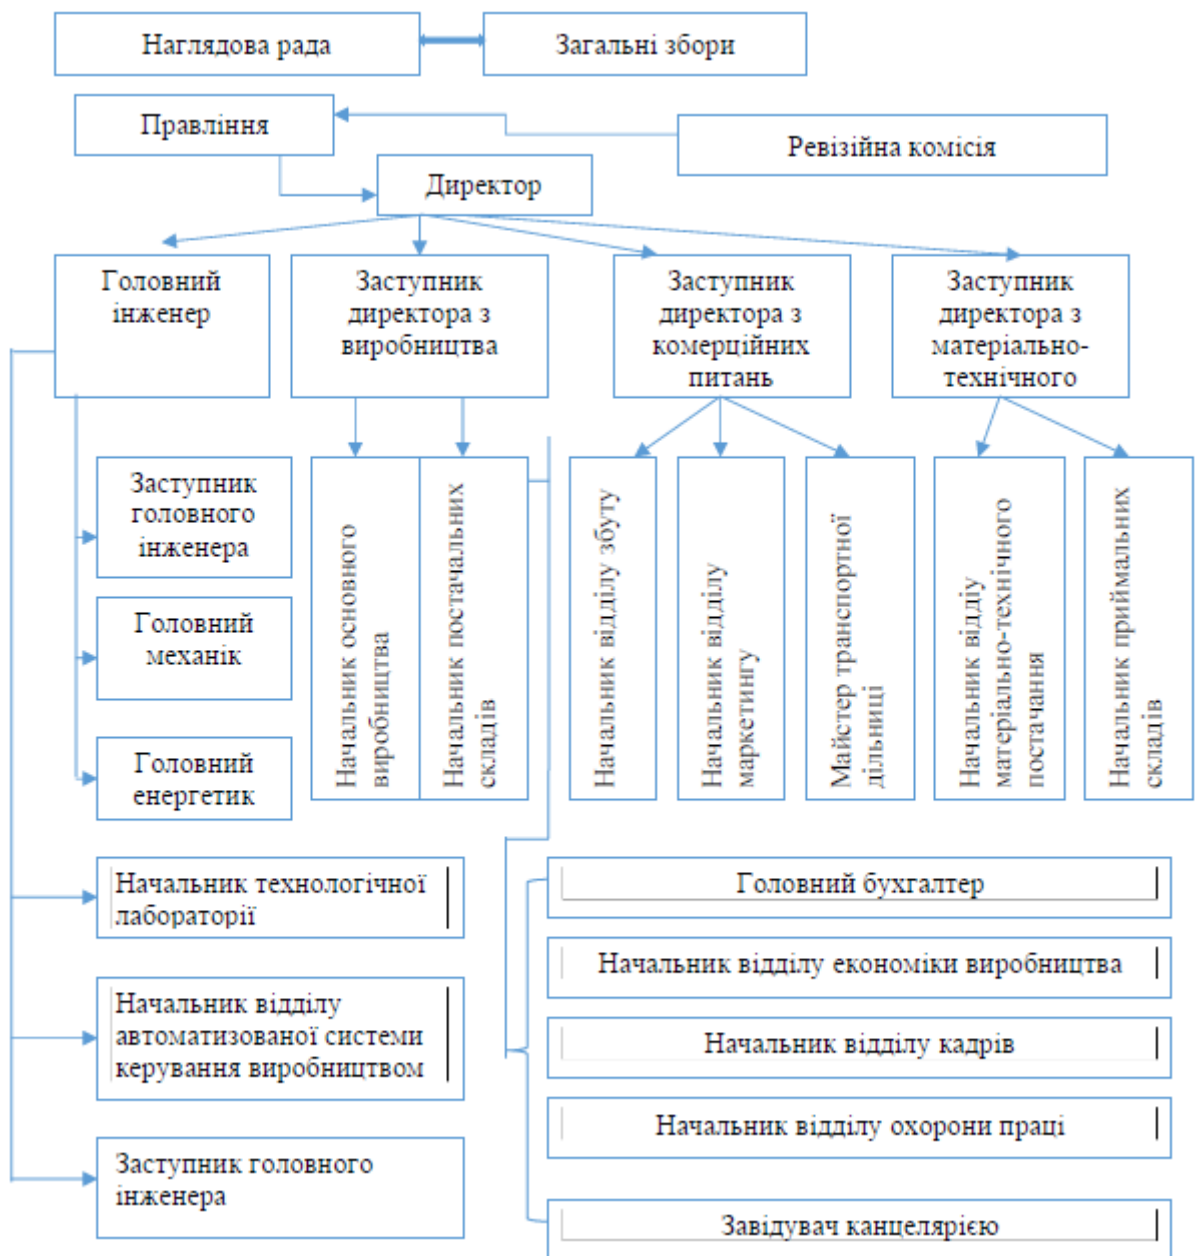 Наглядова рада
Загальні збори
Правління
Ревізійна комісія
Директор
Головний
інженер
Заступник
директора з
виробництва
Заступник
директора з
комерційних
питань
Заступник
директора з
матеріально-
технічного
Заступник
головного
інженера
Головний
механік
Головний
енергетик
Начальник основного
виробництва
Начальник постачальних
складів
Начальник відділу збуту
Начальник відділу
маркетингу
Майстер транспортної
дільниці
Начальник віддіу
матеріально-технічного
постачання
Начальник приймальних
складів
Начальник технологічної
лабораторії
Начальник відділу
автоматизованої системи
керування виробництвом
Заступник головного
інженера
Головний бухгалтер
Начальник відділу економіки виробництва
Начальник відділу кадрів
Начальник відділу охорони праці
Завідувач канцелярією